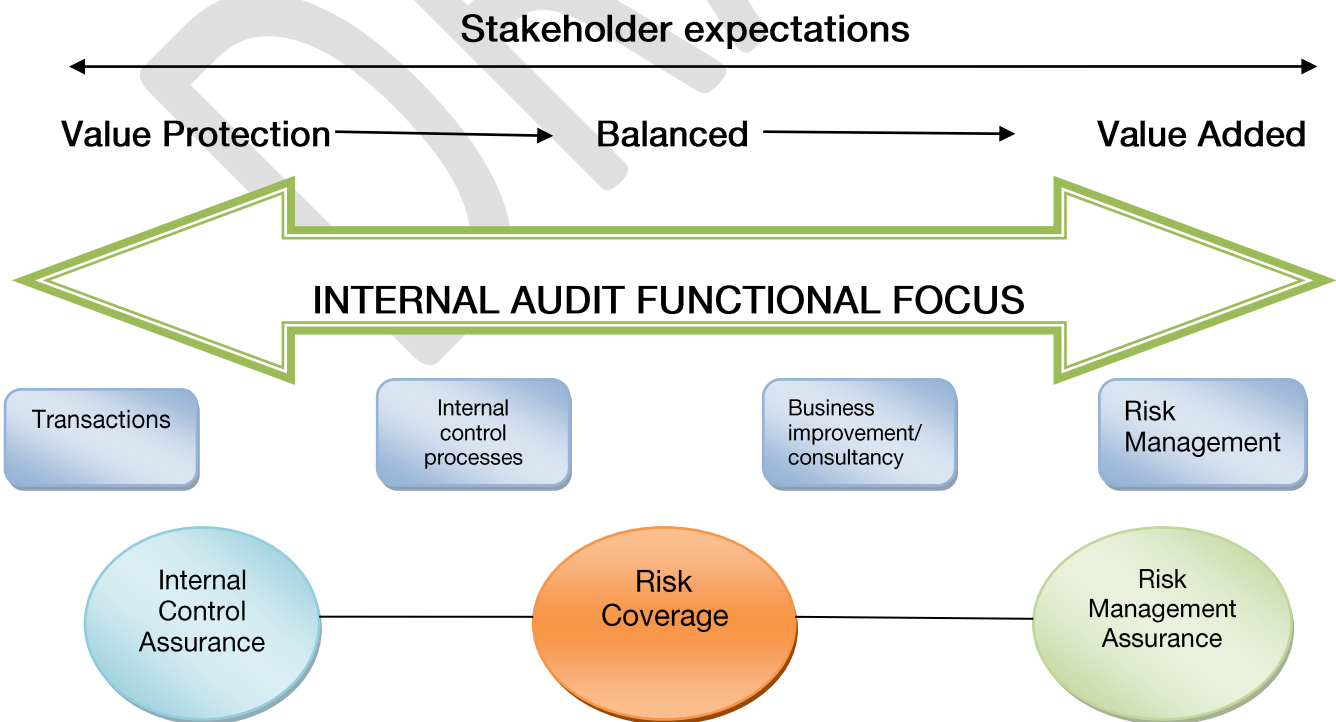 Stakeholder expectations
Value Protection
Balanced
Value Added
INTERNAL AUDIT FUNCTIONAL FOCUS
Transactions
Internal
control
processes
Business
improvement/
consultancy
Risk
Management
Internal
Control
Assurance
Risk
Coverage
Risk
Management
Assurance